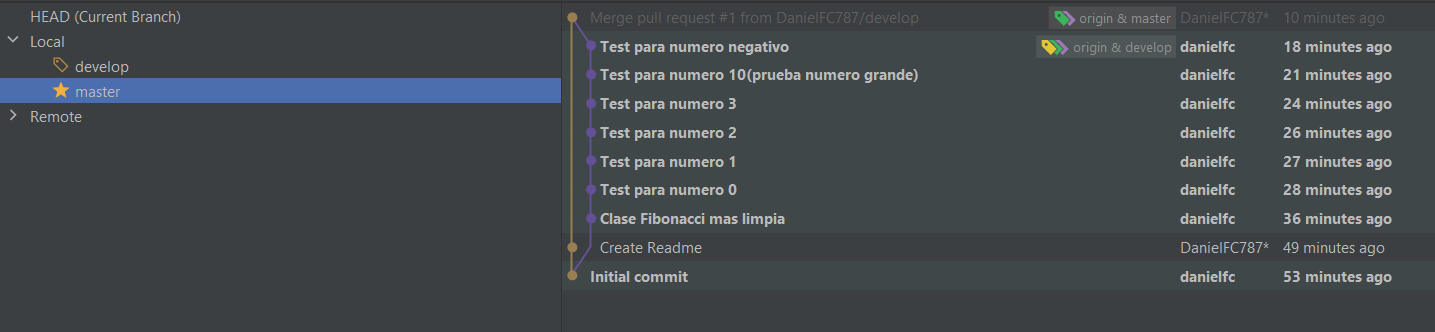 HEAD (Current Branch)
Local
develop
master
Remote
Merge pull request #1 from DanielFC787/develop origin & master DanielFC787* 10 minutes ago
Test para numero negativo origin & develop danielfc 18 minutes ago
Test para numero 10(prueba numero grande) danielfc 21 minutes ago
Test para numero 3 danielfc 24 minutes ago
Test para numero 2 danielfc 26 minutes ago
Test para numero 1 danielfc 27 minutes ago
Test para numero 0 danielfc 28 minutes ago
Clase Fibonacci mas limpia danielfc 36 minutes ago
Create Readme DanielFC787* 49 minutes ago
Initial commit danielfc 53 minutes ago